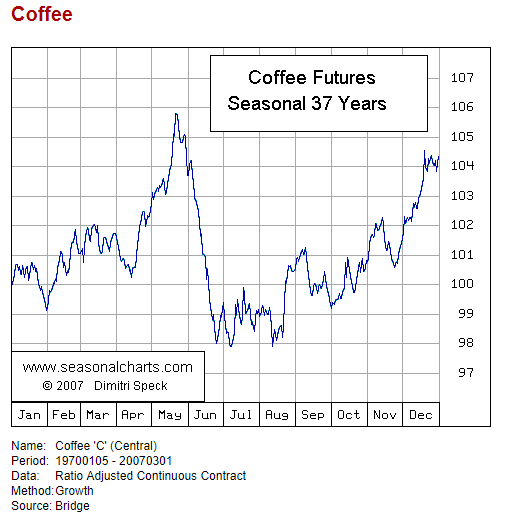 Coffee
Coffee Futures
Seasonal 37 Years
107
106
105
104
103
102
101
100
99
98
97
www.seasonalcharts.com
© 2007 Dimitri Speck
Jan Feb Mar Apr May Jun Jul Aug Sep Oct Nov Dec
Name: Coffee 'C' (Central)
Period: 19700105 - 20070301
Data: Ratio Adjusted Continuous Contract
Method: Growth
Source: Bridge